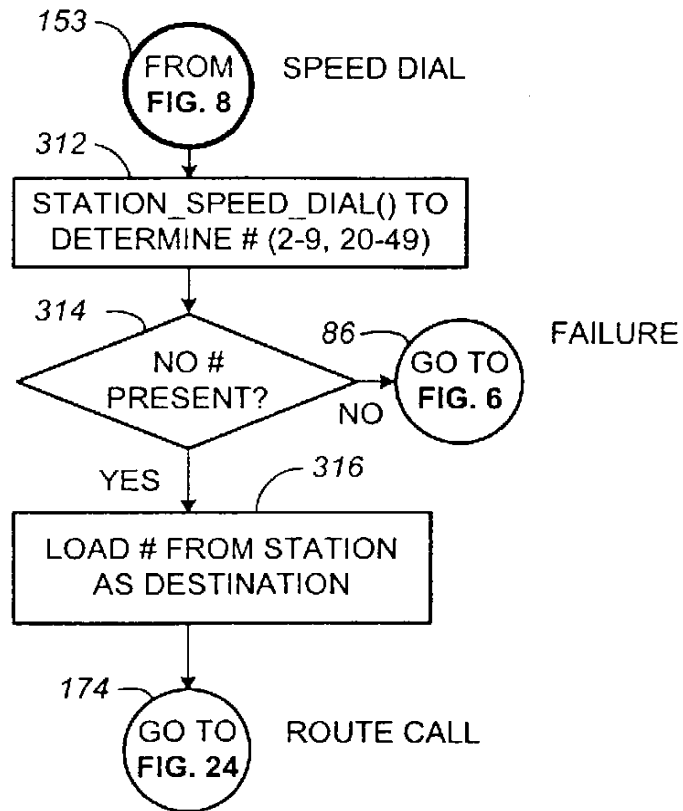 153
FROM
FIG. 8
SPEED DIAL
312
STATION_SPEED_DIAL() TO
DETERMINE # (2-9, 20-49)
314
NO #
PRESENT?
86
GO TO
FIG. 6
FAILURE
NO
YES
316
LOAD # FROM STATION
AS DESTINATION
174
GO TO
FIG. 24
ROUTE CALL